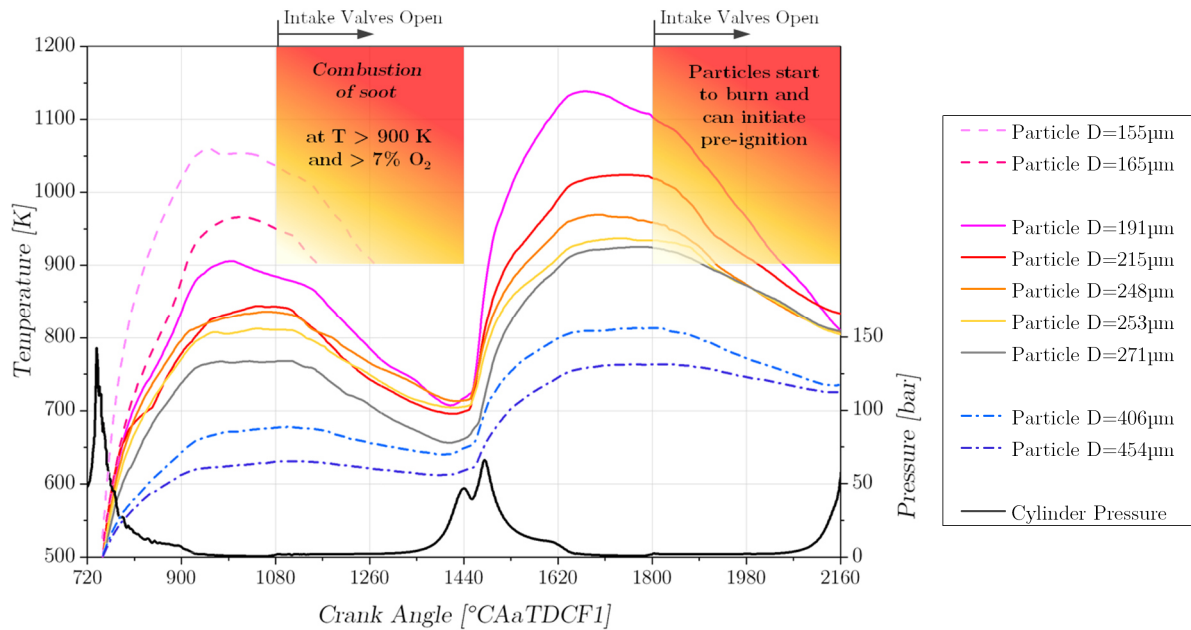 Intake Valves Open
Intake Valves Open
1200
1100
1000
900
800
700
600
500
Temperature [K]
Combustion
of soot
at T > 900 K
and > 7% O₂
Particles start
to burn and
can initiate
pre-ignition
150
100
50
0
Pressure [bar]
720
900
1080
1260
1440
1620
1800
1980
2160
Crank Angle [°CAaTDCF1]
Particle D=155µm
Particle D=165µm
Particle D=191µm
Particle D=215µm
Particle D=248µm
Particle D=253µm
Particle D=271µm
Particle D=406µm
Particle D=454µm
Cylinder Pressure